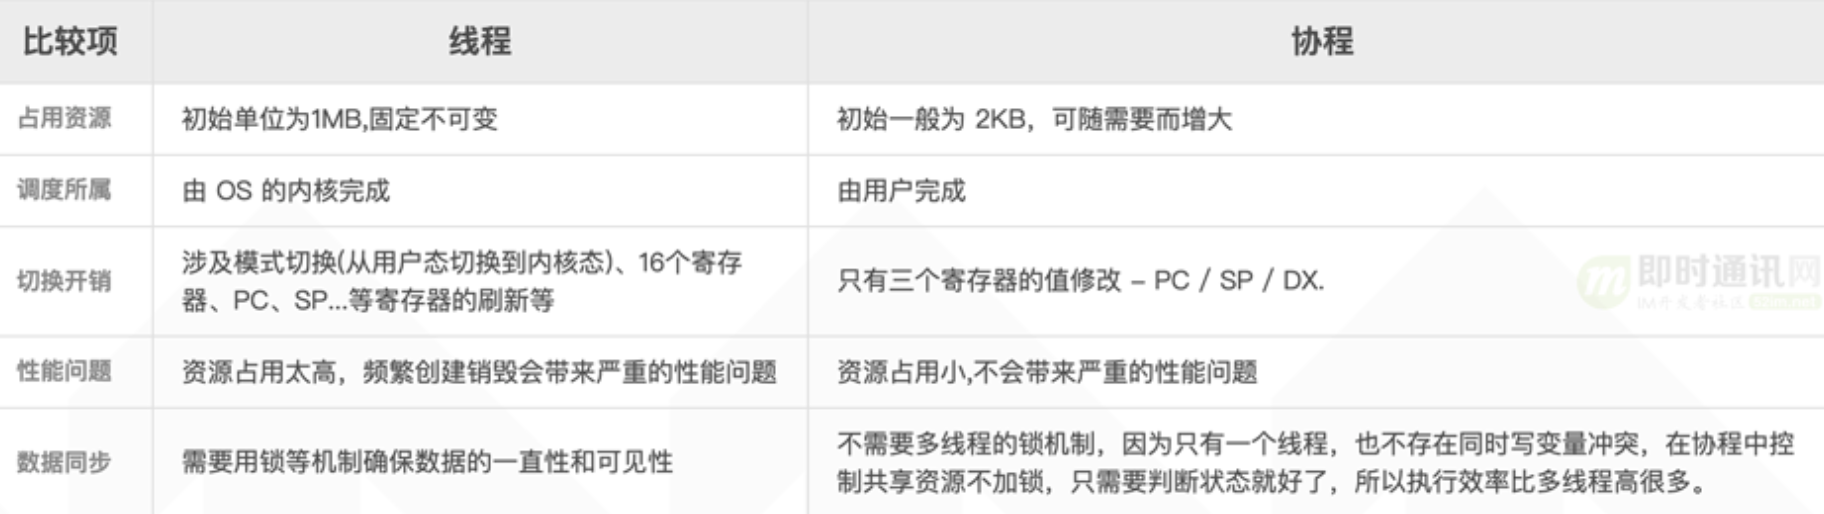 比较项 线程 协程
占用资源 初始单位为1MB,固定不可变 初始一般为 2KB，可随需要而增大
调度所属 由 OS 的内核完成 由用户完成
切换开销
涉及模式切换(从用户态切换到内核态)、16个寄存
器、PC、SP...等寄存器的刷新等
只有三个寄存器的值修改 – PC / SP / DX.
即时通讯网
IM开发者社区 52im.net
性能问题 资源占用太高，频繁创建销毁会带来严重的性能问题 资源占用小,不会带来严重的性能问题
数据同步 需要用锁等机制确保数据的一直性和可见性
不需要多线程的锁机制，因为只有一个线程，也不存在同时写变量冲突，在协程中控
制共享资源不加锁，只需要判断状态就好了，所以执行效率比多线程高很多。